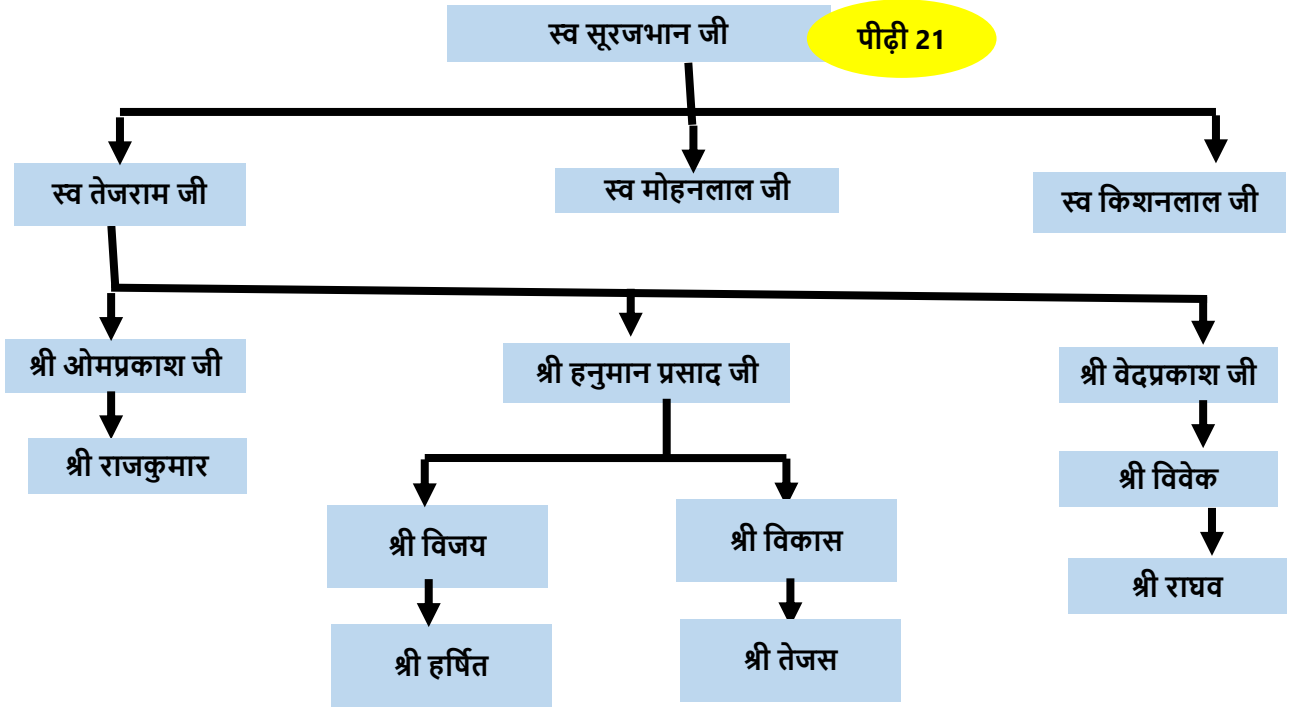 स्व सूरजभान जी
पीढ़ी 21
स्व तेजराम जी
स्व मोहनलाल जी
स्व किशनलाल जी
श्री ओमप्रकाश जी
श्री हनुमान प्रसाद जी
श्री वेदप्रकाश जी
श्री राजकुमार
श्री विवेक
श्री विजय
श्री विकास
श्री राघव
श्री हर्षित
श्री तेजस